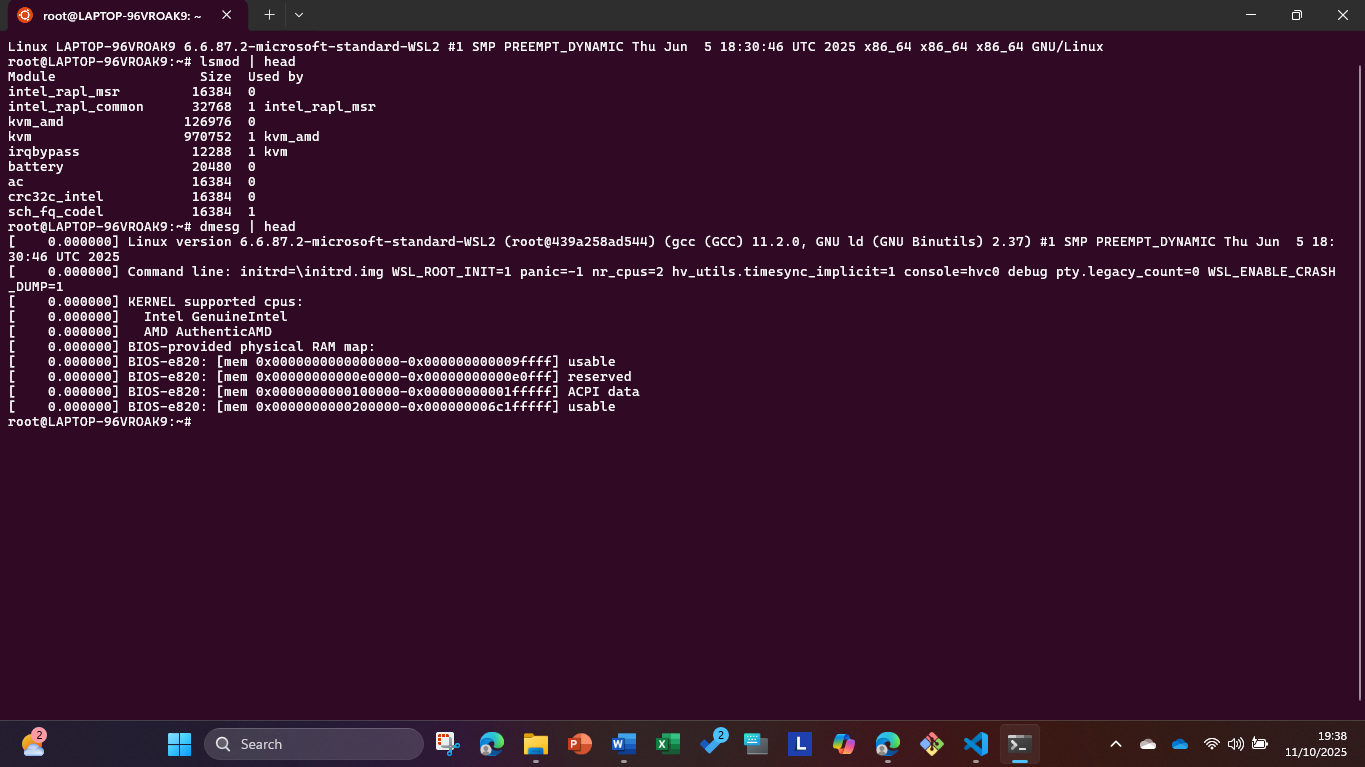 root@LAPTOP-96VROAK9: ~
Linux LAPTOP-96VROAK9 6.6.87.2-microsoft-standard-WSL2 #1 SMP PREEMPT_DYNAMIC Thu Jun  5 18:30:46 UTC 2025 x86_64 x86_64 x86_64 GNU/Linux
root@LAPTOP-96VROAK9:~# lsmod | head
Module                  Size  Used by
intel_rapl_msr         16384  0
intel_rapl_common      32768  1 intel_rapl_msr
kvm_amd               126976  0
kvm                   970752  1 kvm_amd
irqbypass              12288  1 kvm
battery                20480  0
ac                     16384  0
crc32c_intel           16384  0
sch_fq_codel           16384  1
root@LAPTOP-96VROAK9:~# dmesg | head
[    0.000000] Linux version 6.6.87.2-microsoft-standard-WSL2 (root@439a258ad544) (gcc (GCC) 11.2.0, GNU ld (GNU Binutils) 2.37) #1 SMP PREEMPT_DYNAMIC Thu Jun  5 18:
30:46 UTC 2025
[    0.000000] Command line: initrd=\initrd.img WSL_ROOT_INIT=1 panic=-1 nr_cpus=2 hv_utils.timesync_implicit=1 console=hvc0 debug pty.legacy_count=0 WSL_ENABLE_CRASH
_DUMP=1
[    0.000000] KERNEL supported cpus:
[    0.000000]   Intel GenuineIntel
[    0.000000]   AMD AuthenticAMD
[    0.000000] BIOS-provided physical RAM map:
[    0.000000] BIOS-e820: [mem 0x0000000000000000-0x000000000009ffff] usable
[    0.000000] BIOS-e820: [mem 0x00000000000e0000-0x00000000000e0fff] reserved
[    0.000000] BIOS-e820: [mem 0x0000000000100000-0x00000000001fffff] ACPI data
[    0.000000] BIOS-e820: [mem 0x0000000000200000-0x000000006c1fffff] usable
root@LAPTOP-96VROAK9:~#
2
Search
P
W
X
2
L
19:38
11/10/2025